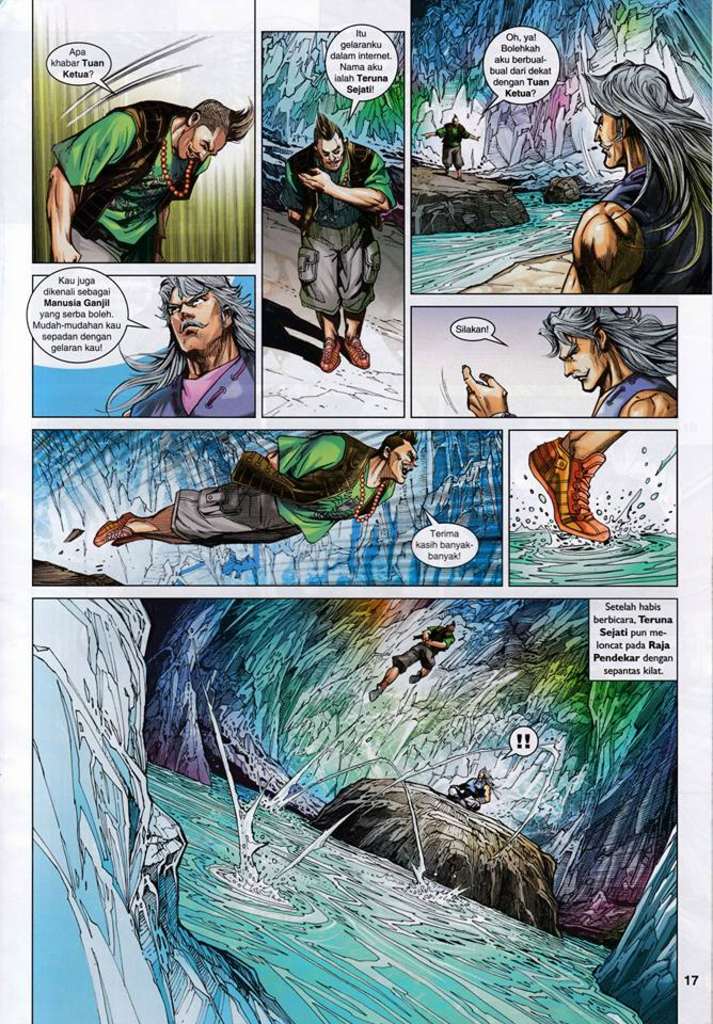 Apa
khabar Tuan
Ketua?
Itu
gelaranku
dalam internet.
Nama aku
ialah Teruna
Sejati!
Oh, ya!
Bolehkah
aku berbual-
bual dari dekat
dengan Tuan
Ketua?
Kau juga
dikenali sebagai
Manusia Ganjil
yang serba boleh.
Mudah-mudahan kau
sepadan dengan
gelaran kau!
Silakan!
Terima
kasih banyak-
banyak!
Setelah habis
berbicara, Teruna
Sejati pun me-
loncat pada Raja
Pendekar dengan
sepantas kilat.
!!
17